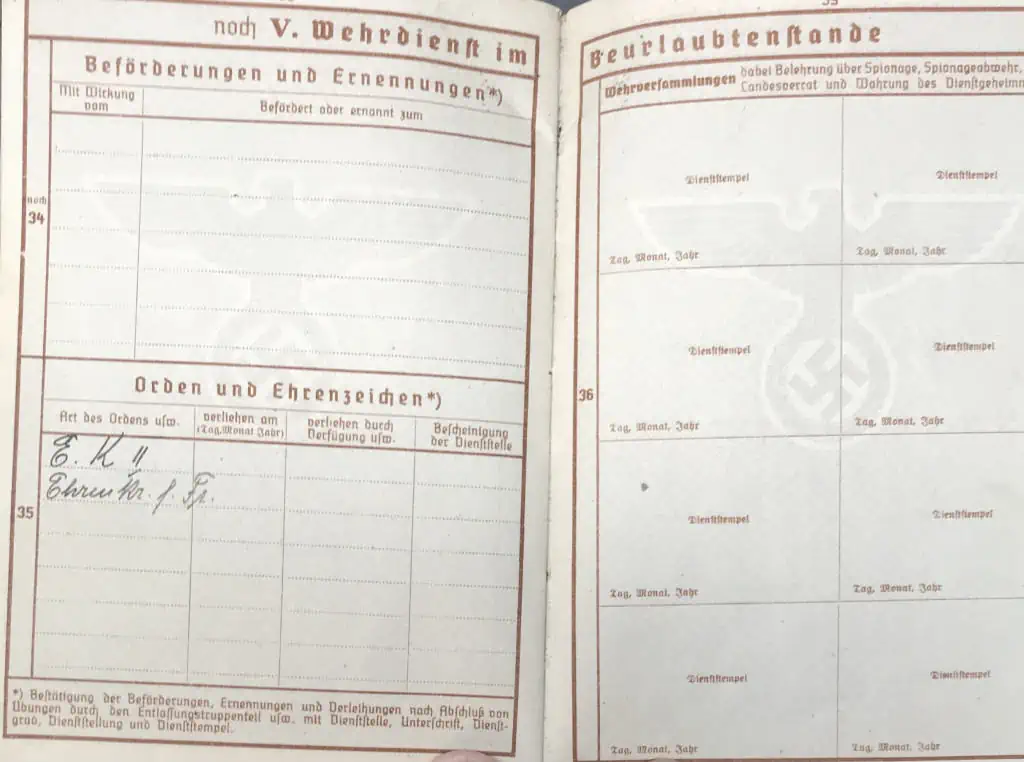 noch V. Wehrdienst im
Beförderungen und Ernennungen*)
Mit Wirkung
vom
Befördert oder ernannt zum
noch
34
Orden und Ehrenzeichen*)
Art des Ordens usw.
verliehen am
(Tag, Monat Jahr)
verliehen durch
Verfügung usw.
Bescheinigung
der Dienststelle
E. K II
Ehrenkr. f. Fr.
35
*) Bestätigung der Beförderungen, Ernennungen und Verleihungen nach Abschluß von
Übungen durch den Entlassungstruppenteil usw. mit Dienststelle, Unterschrift, Dienst-
grad, Dienststellung und Dienststempel.
Beurlaubtenstande
Wehrversammlungen dabei Belehrung über Spionage, Spionageabwehr,
Landesverrat und Wahrung des Dienstgeheimn
Dienststempel
Dienststempel
Tag, Monat, Jahr
Tag, Monat, Jahr
36
Dienststempel
Dienststempel
Tag, Monat, Jahr
Tag, Monat, Jahr
Dienststempel
Dienststempel
Tag, Monat, Jahr
Tag, Monat, Jahr
Dienststempel
Dienststempel
Tag, Monat, Jahr
Tag, Monat, Jahr